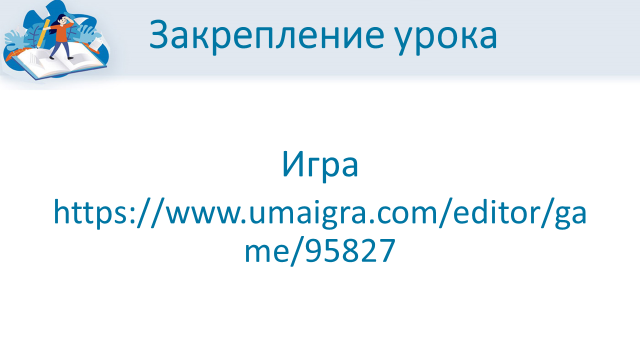 Закрепление урока
Игра
https://www.umaigra.com/editor/ga
me/95827